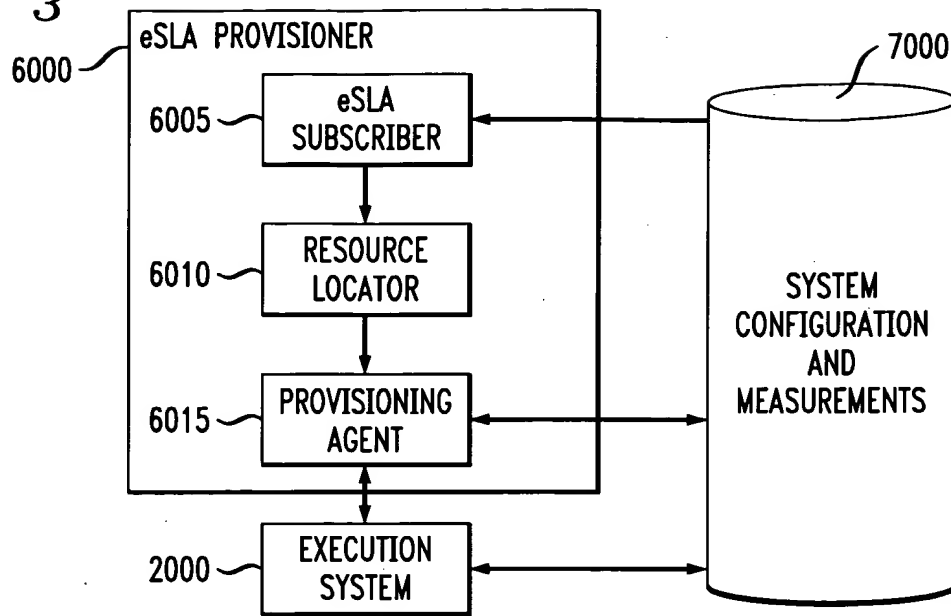 3
eSLA PROVISIONER
6000
7000
6005
eSLA
SUBSCRIBER
6010
RESOURCE
LOCATOR
SYSTEM
CONFIGURATION
AND
MEASUREMENTS
6015
PROVISIONING
AGENT
2000
EXECUTION
SYSTEM